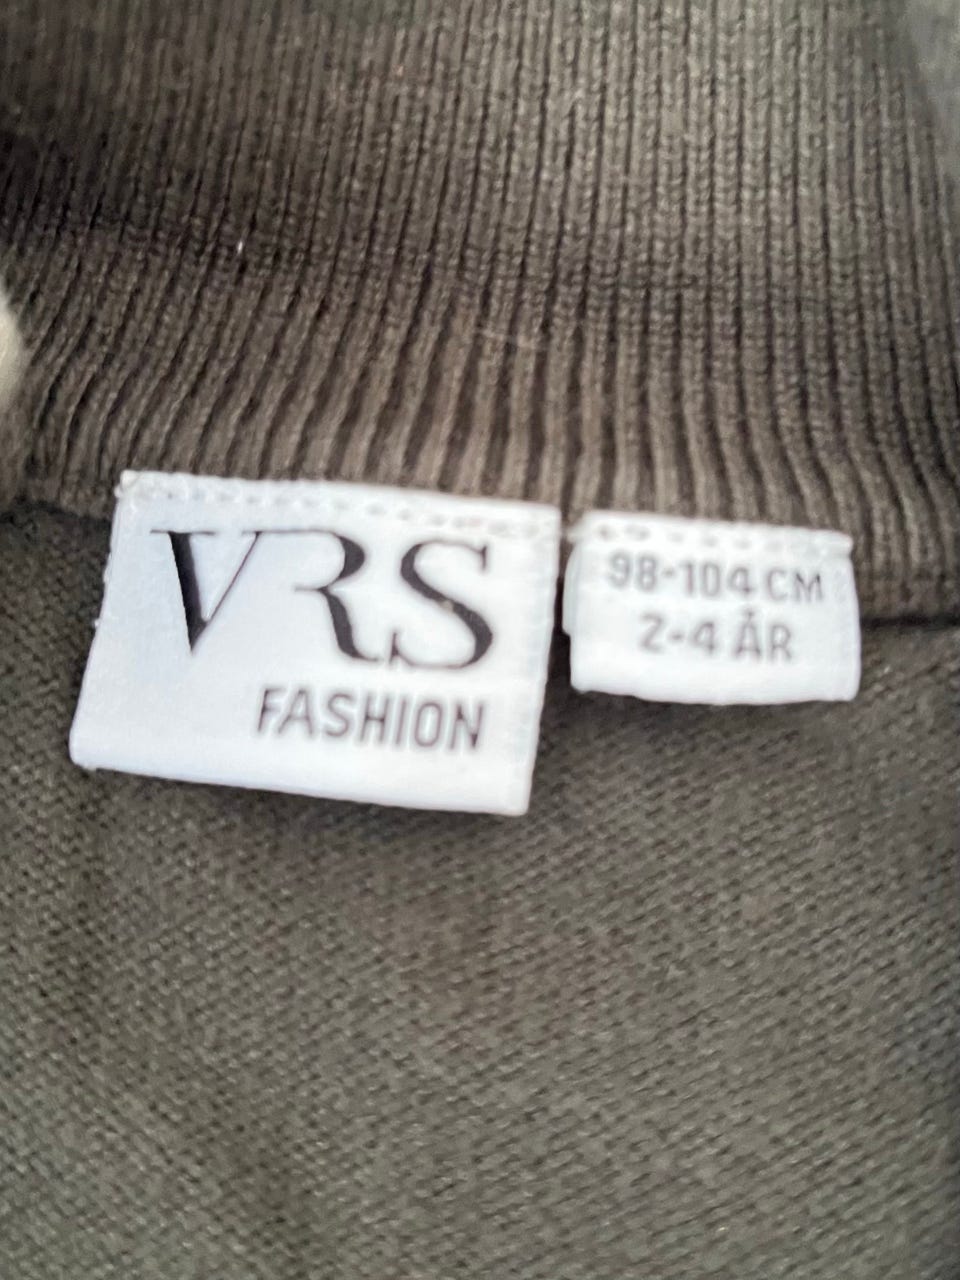 VRS
FASHION
98-104 CM
2-4 ÅR